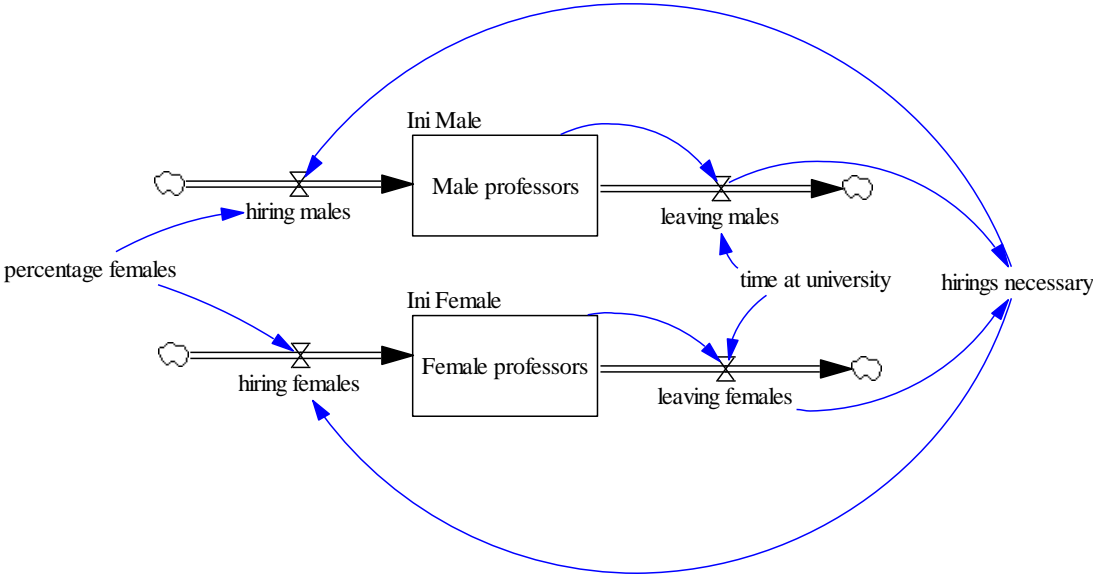 Ini Male
Male professors
hiring males
leaving males
percentage females
time at university
hirings necessary
Ini Female
Female professors
hiring females
leaving females